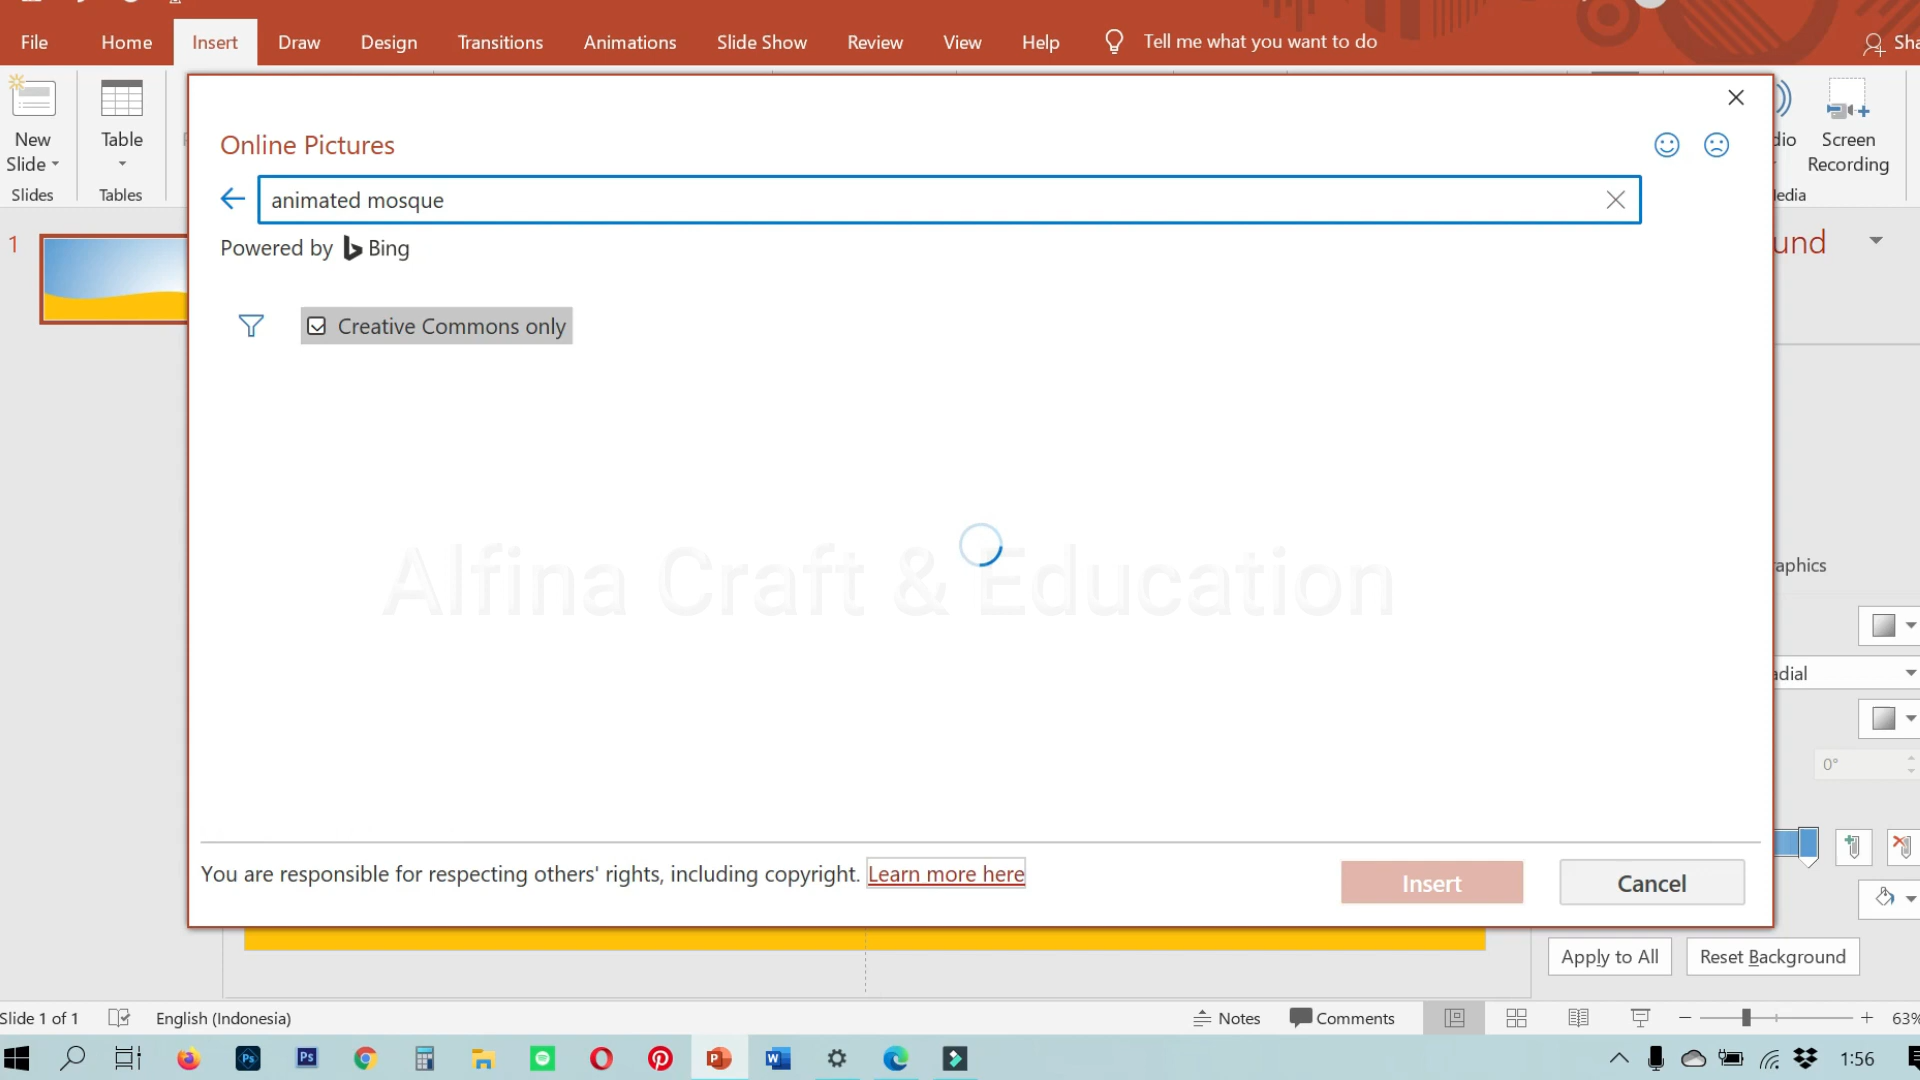 File Home Insert Draw Design Transitions Animations Slide Show Review View Help Tell me what you want to do
New Slide
Table
Screen Recording
Slides
Tables
Online Pictures
animated mosque
Powered by Bing
1
Creative Commons only
Alfina Craft & Education
0°
You are responsible for respecting others' rights, including copyright. Learn more here
Insert
Cancel
Apply to All
Reset Background
Slide 1 of 1
English (Indonesia)
Notes
Comments
63%
1:56